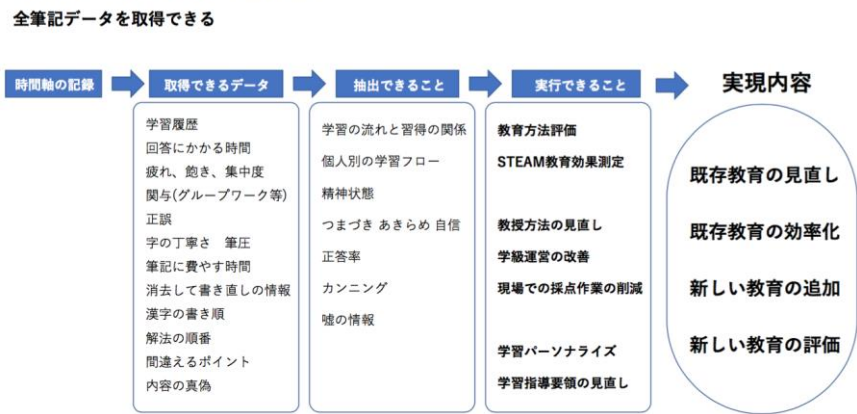 全筆記データを取得できる
時間軸の記録
取得できるデータ
学習履歴
回答にかかる時間
疲れ、飽き、集中度
関与(グループワーク等)
正誤
字の丁寧さ　筆圧
筆記に費やす時間
消去して書き直しの情報
漢字の書き順
解法の順番
間違えるポイント
内容の真偽
抽出できること
学習の流れと習得の関係
個人別の学習フロー
精神状態
つまづき あきらめ 自信
正答率
カンニング
嘘の情報
実行できること
教育方法評価
STEAM教育効果測定
教授方法の見直し
学級運営の改善
現場での採点作業の削減
学習パーソナライズ
学習指導要領の見直し
実現内容
既存教育の見直し
既存教育の効率化
新しい教育の追加
新しい教育の評価